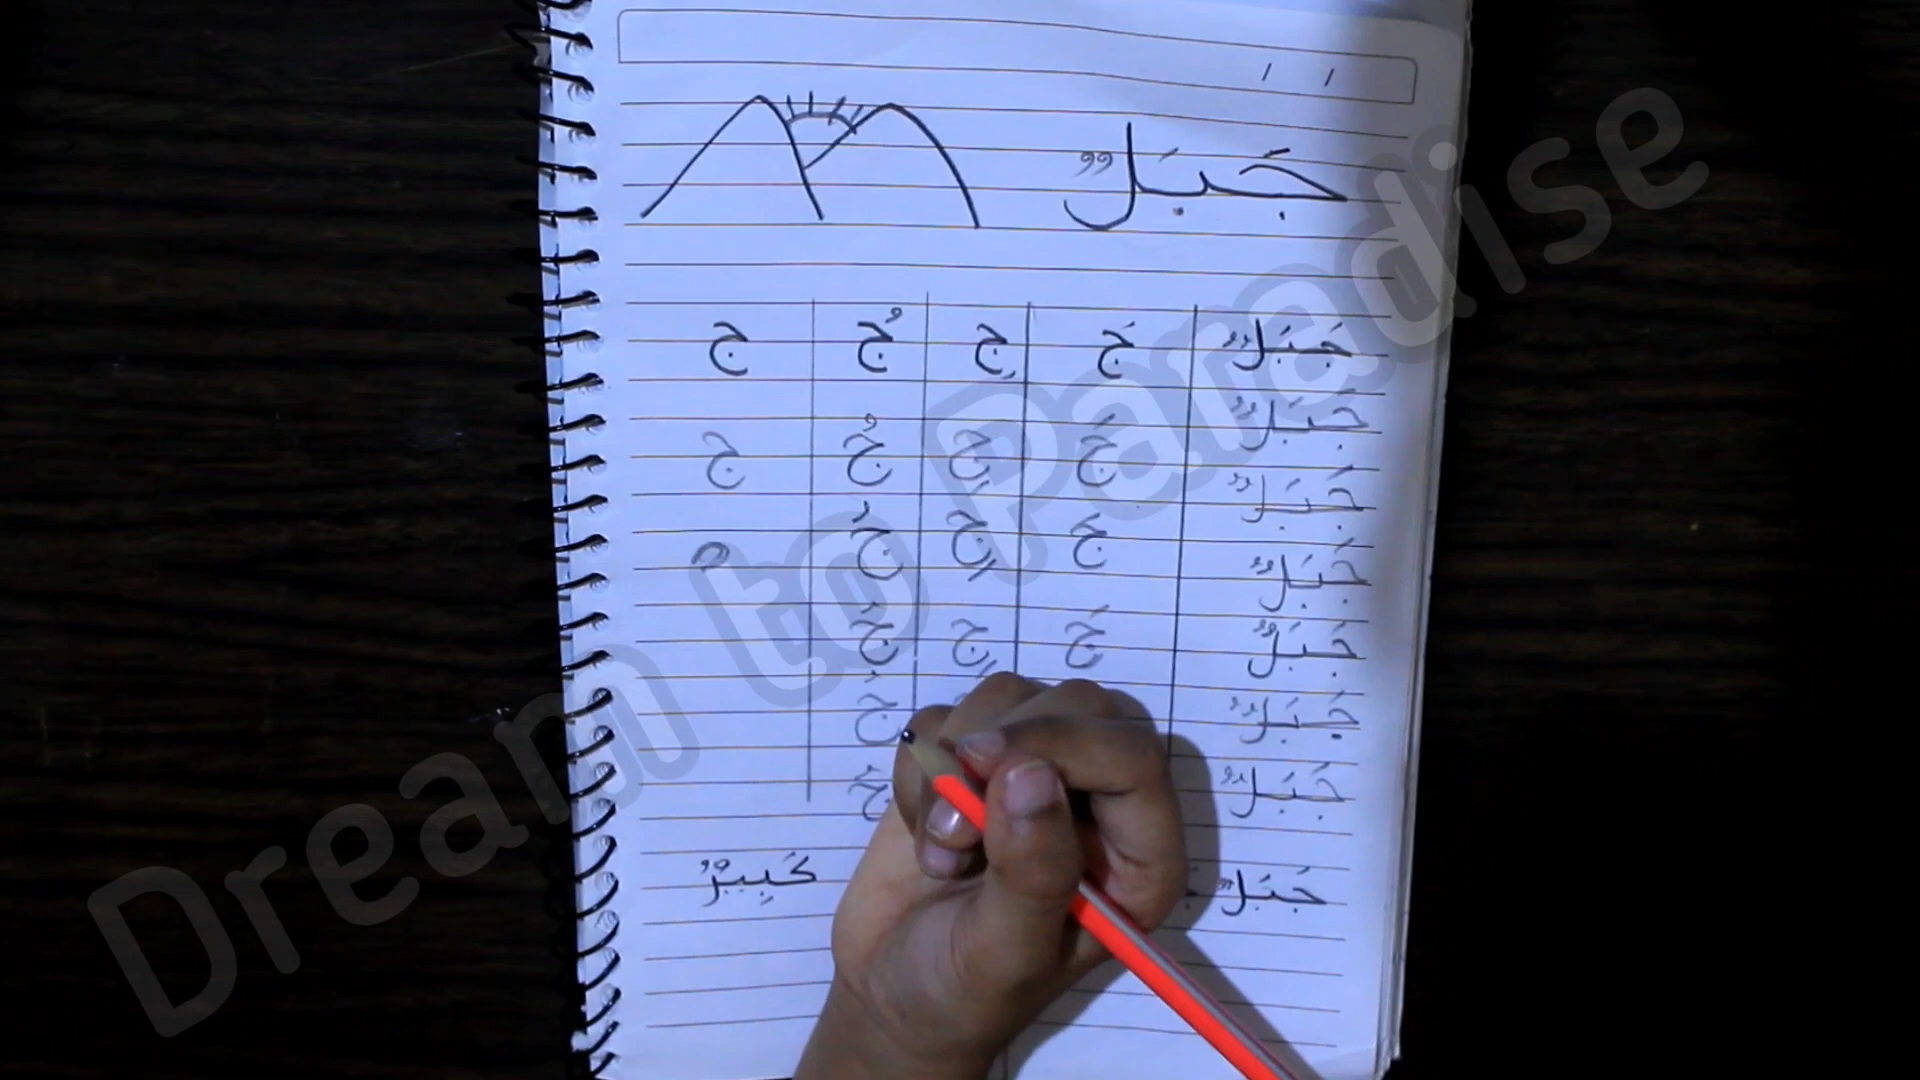 جَبَلٌ
جَبَلٌ جَ جِ جُ ج
جَبَلٌ جَ جِ جُ ج
جَبَلٌ جَ جِ جُ
جَبَلٌ
جَبَلٌ جَ جِ جُ
جَبَلٌ جُ
جَبَلٌ
جَبَلٌ كَبِيرٌ
Dream to Paradise